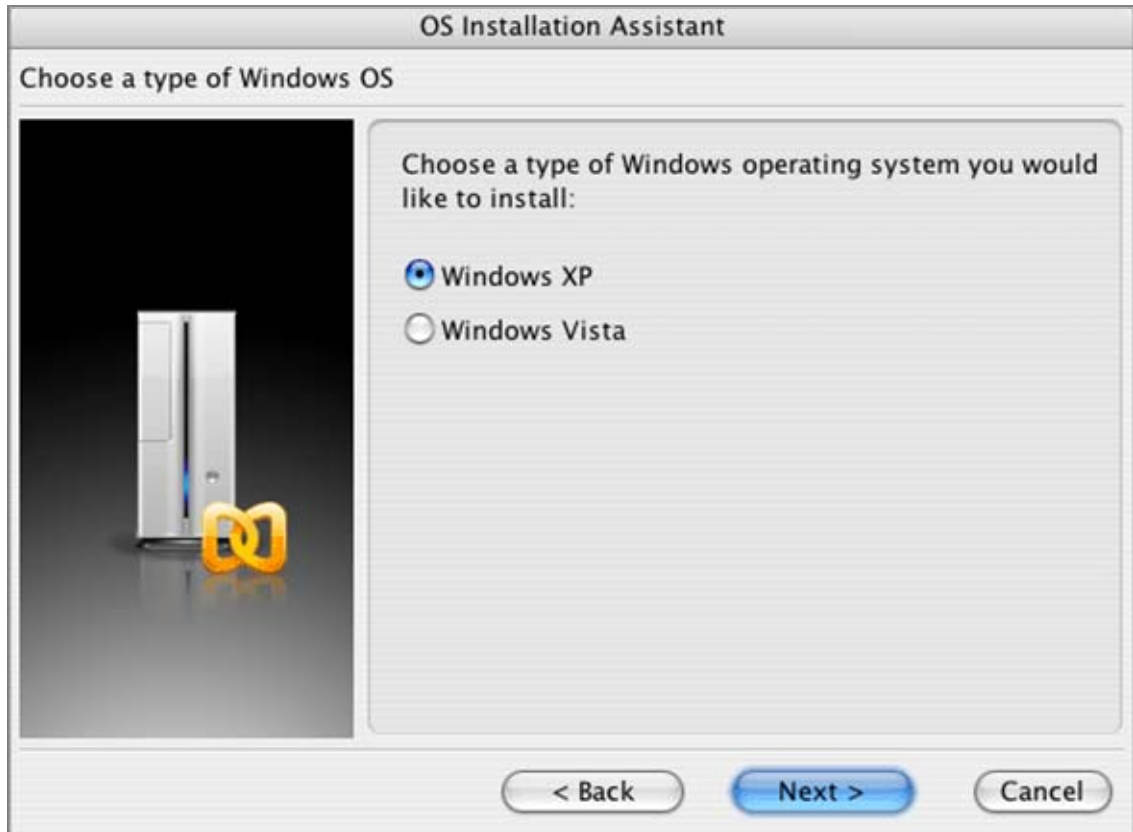 OS Installation Assistant
Choose a type of Windows OS
Choose a type of Windows operating system you would
like to install:
Windows XP
Windows Vista
< Back
Next >
Cancel